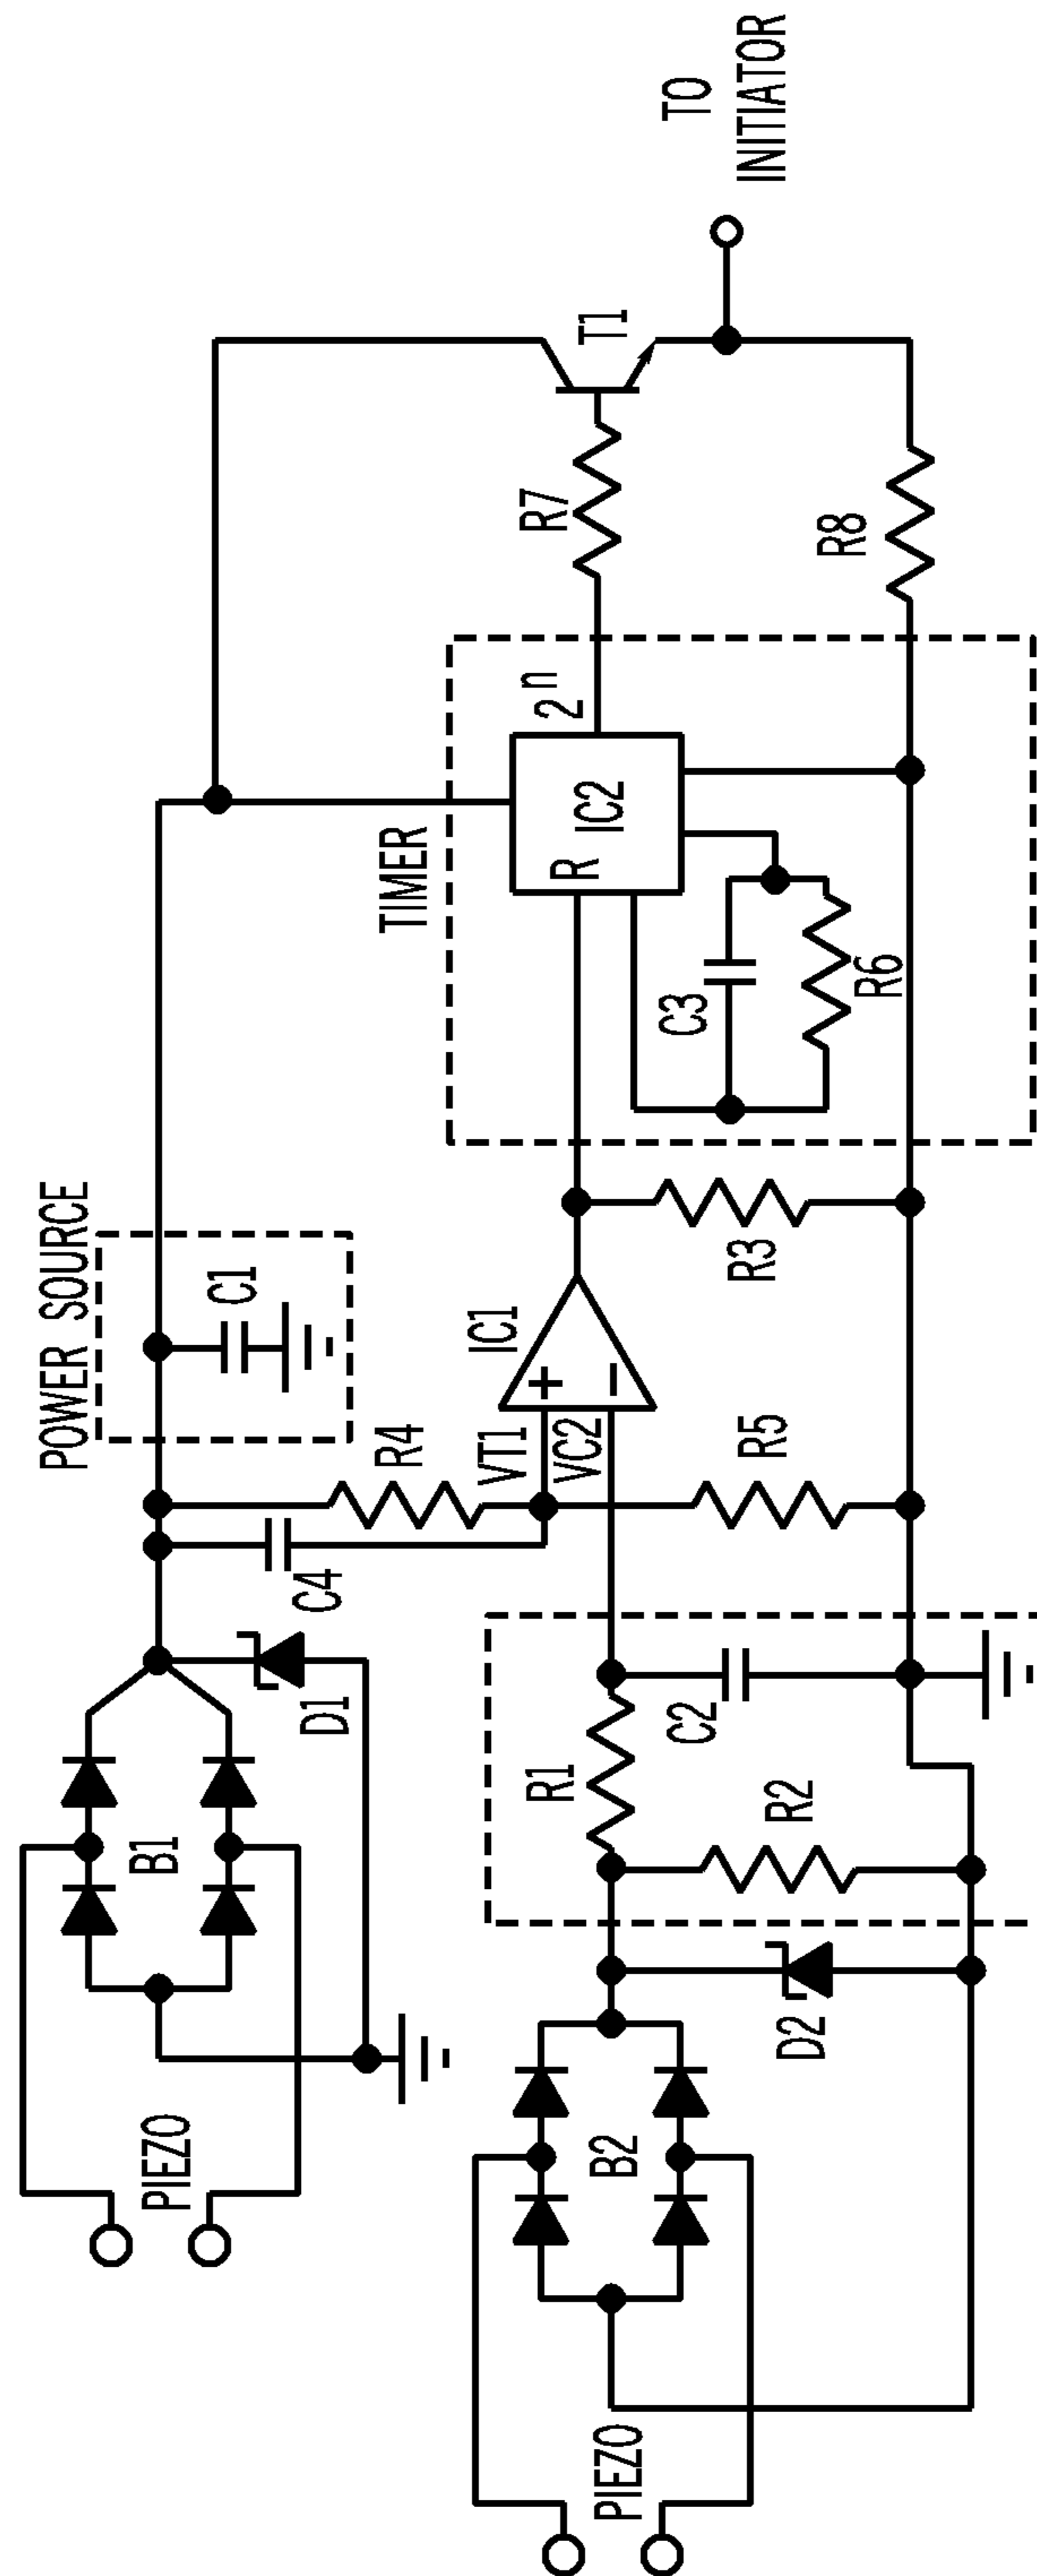 POWER SOURCE
C1
PIEZO
B1
D1
C4
R4
VT1
VC2
IC1
+
−
TIMER
R
IC2
2ⁿ
R7
T1
TO
INITIATOR
PIEZO
B2
D2
R1
R2
C2
R5
R3
C3
R6
R8